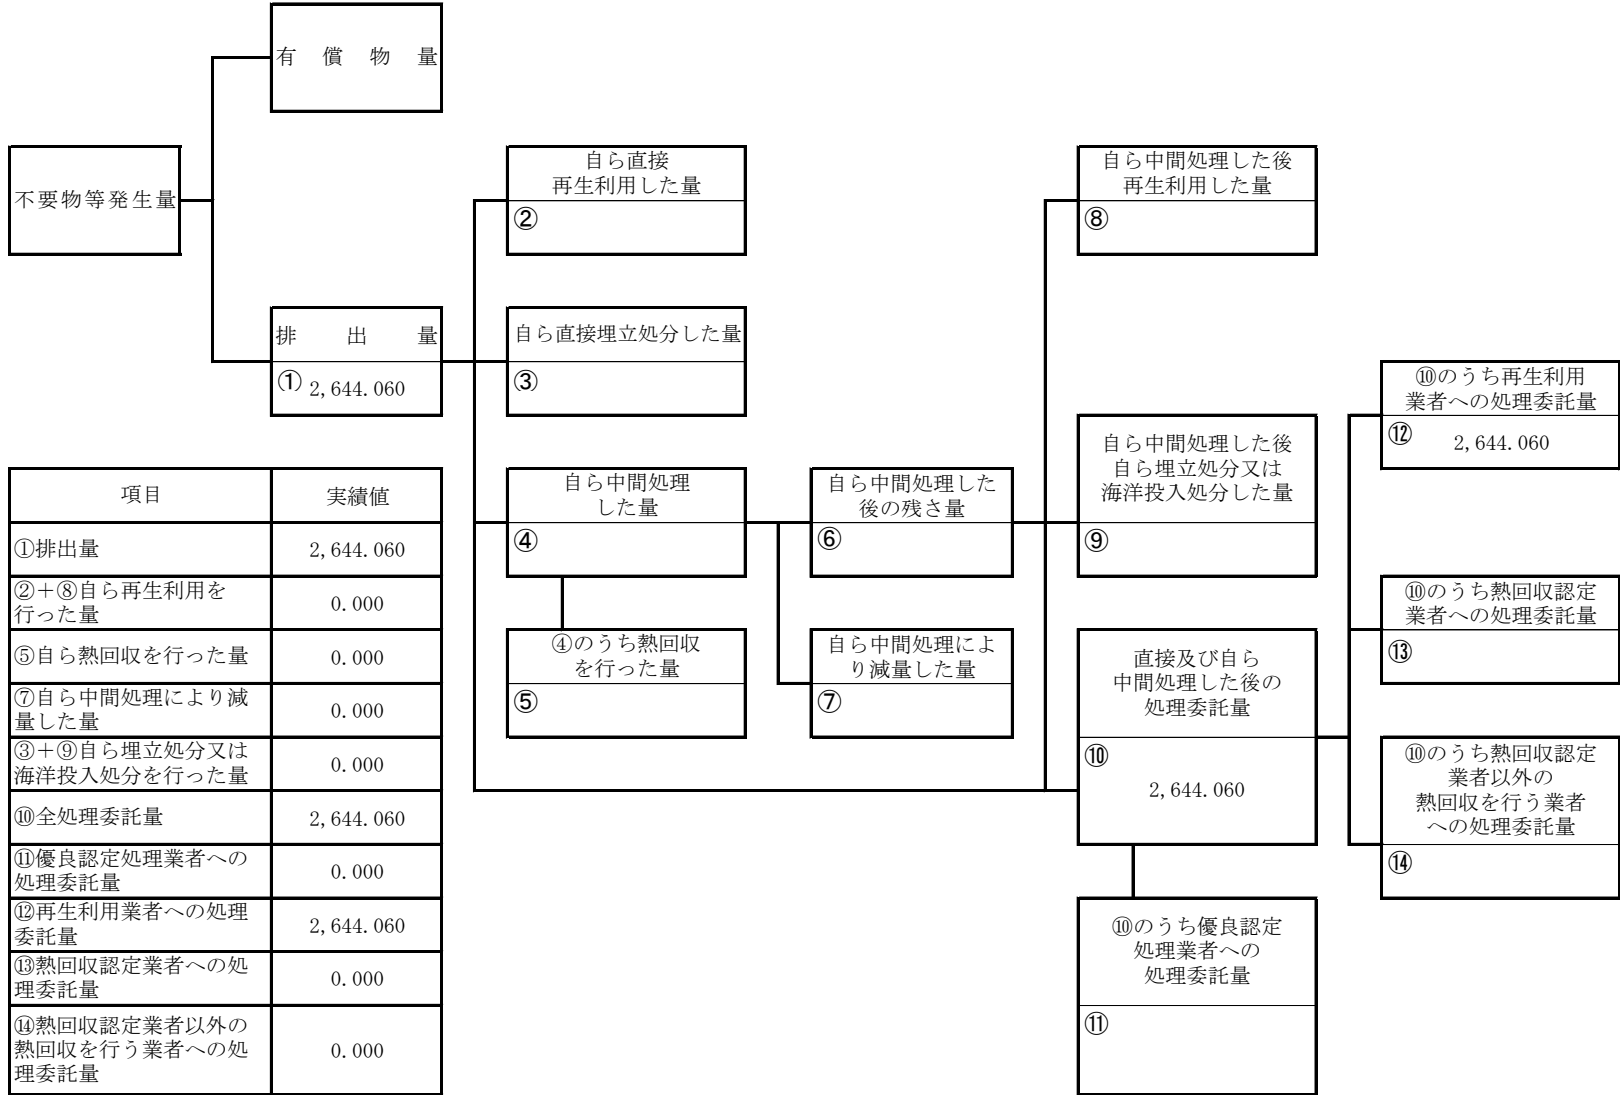 有償物量
不要物等発生量
排出量
① 2,644.060
自ら直接
再生利用した量
②
自ら直接埋立処分した量
③
自ら中間処理
した量
④
④のうち熱回収
を行った量
⑤
自ら中間処理した
後の残さ量
⑥
自ら中間処理によ
り減量した量
⑦
自ら中間処理した後
再生利用した量
⑧
自ら中間処理した後
自ら埋立処分又は
海洋投入処分した量
⑨
直接及び自ら
中間処理した後の
処理委託量
⑩
2,644.060
⑩のうち優良認定
処理業者への
処理委託量
⑪
⑩のうち再生利用
業者への処理委託量
⑫ 2,644.060
⑩のうち熱回収認定
業者への処理委託量
⑬
⑩のうち熱回収認定
業者以外の
熱回収を行う業者
への処理委託量
⑭
項目 実績値
①排出量 2,644.060
②＋⑧自ら再生利用を
行った量 0.000
⑤自ら熱回収を行った量 0.000
⑦自ら中間処理により減
量した量 0.000
③＋⑨自ら埋立処分又は
海洋投入処分を行った量 0.000
⑩全処理委託量 2,644.060
⑪優良認定処理業者への
処理委託量 0.000
⑫再生利用業者への処理
委託量 2,644.060
⑬熱回収認定業者への処
理委託量 0.000
⑭熱回収認定業者以外の
熱回収を行う業者への処
理委託量 0.000